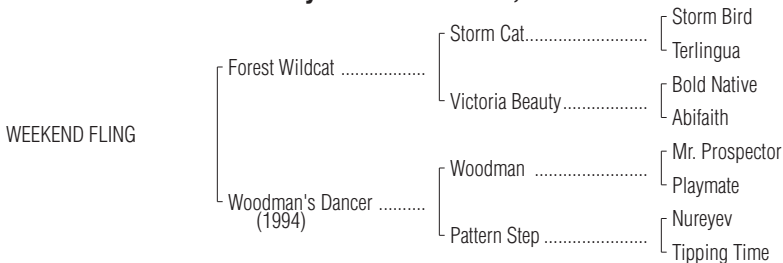 Storm Bird
Storm Cat........................
Terlingua
Forest Wildcat ..................
Bold Native
Victoria Beauty..................
Abifaith
WEEKEND FLING
Mr. Prospector
Woodman ........................
Playmate
Woodman's Dancer ..........
(1994)
Nureyev
Pattern Step ......................
Tipping Time